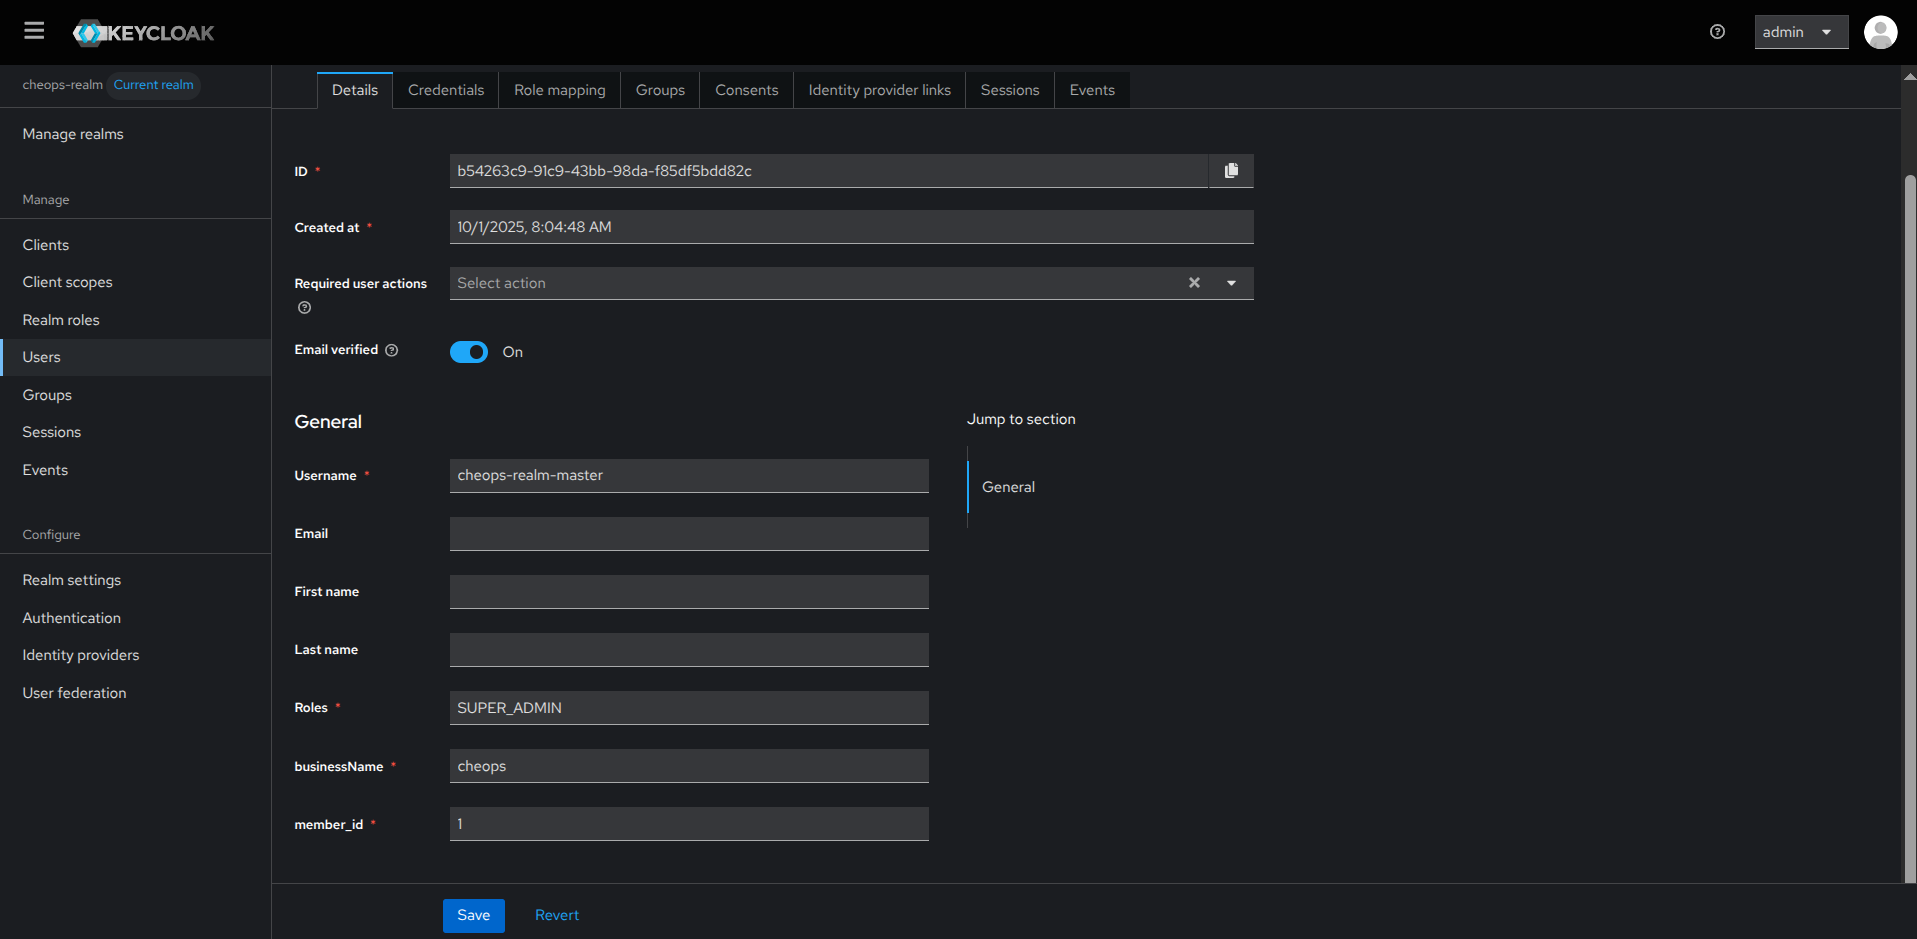 KEYCLOAK
admin
cheops-realm Current realm
Manage realms
Manage
Clients
Client scopes
Realm roles
Users
Groups
Sessions
Events
Configure
Realm settings
Authentication
Identity providers
User federation
Details Credentials Role mapping Groups Consents Identity provider links Sessions Events
ID * b54263c9-91c9-43bb-98da-f85df5bdd82c
Created at * 10/1/2025, 8:04:48 AM
Required user actions Select action
Email verified On
General
Username * cheops-realm-master
Email
First name
Last name
Roles * SUPER_ADMIN
businessName * cheops
member_id * 1
Jump to section
General
Save Revert